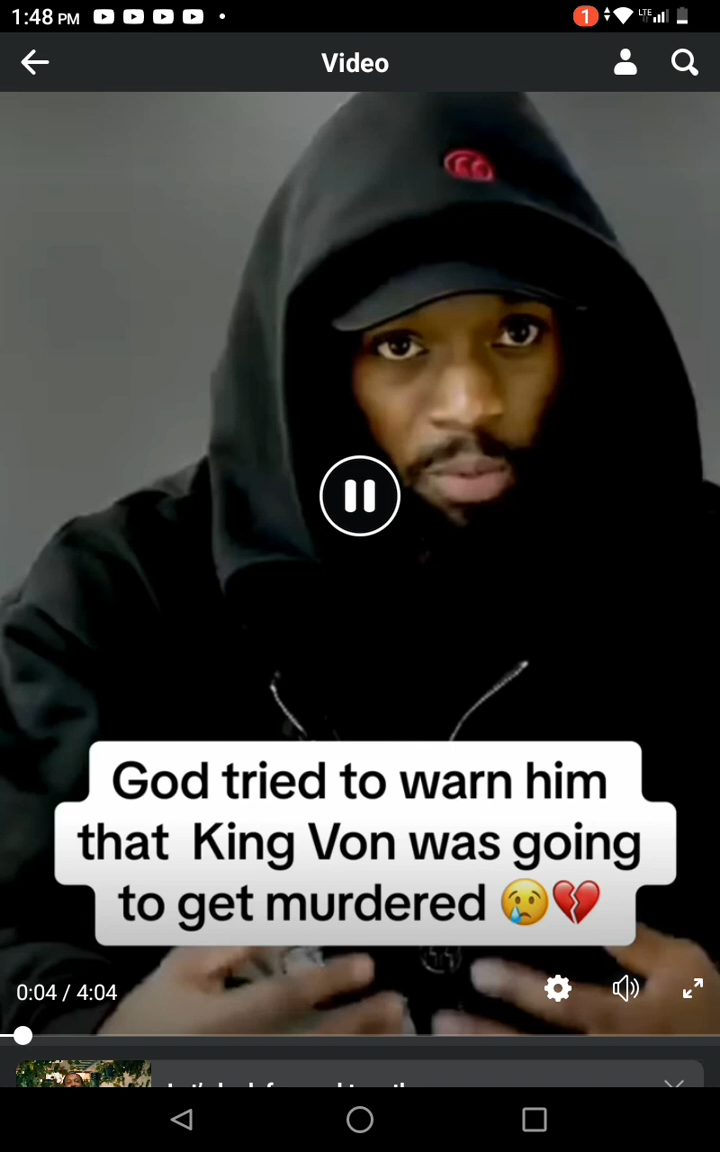 1:48 PM
1
LTE
Video
God tried to warn him
that King Von was going
to get murdered 😢💔
0:04 / 4:04